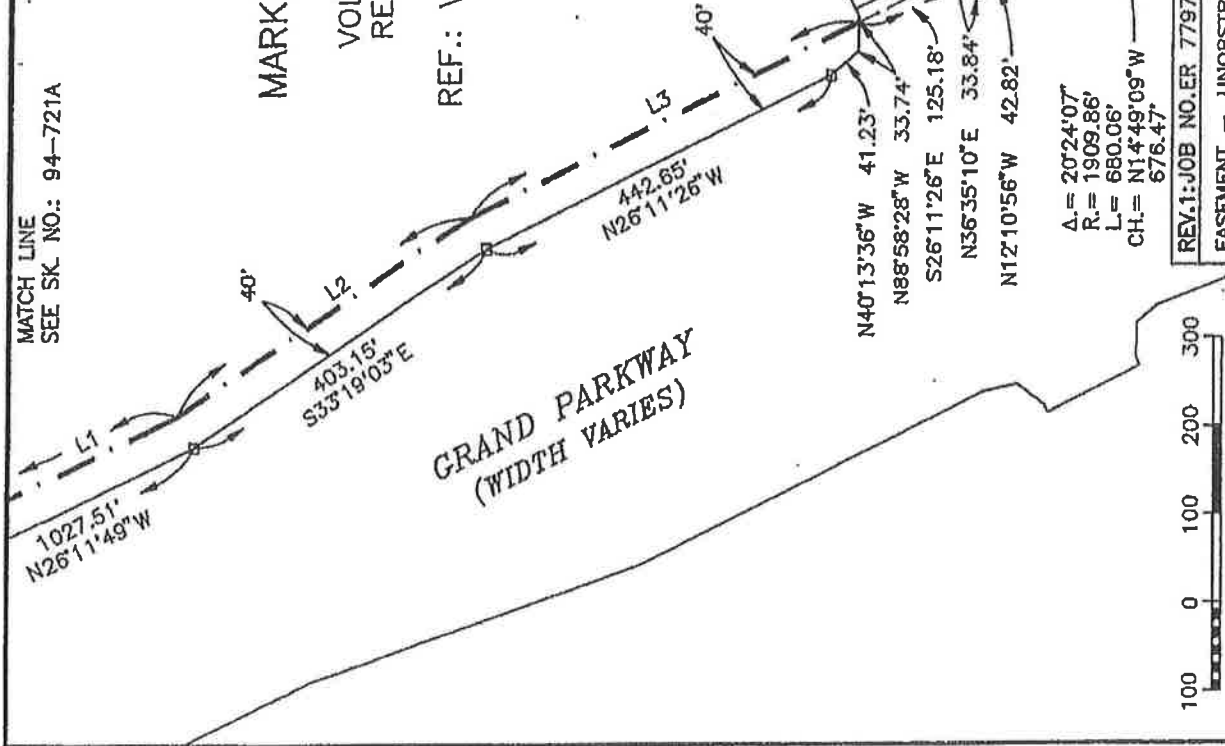 MATCH LINE
SEE SK. NO.: 94-721A
MARK
VOL
RE
REF.:
L1
1027.51'
N26°11'49"W
40'
L2
403.15'
S33°19'03"E
L3
40'
442.65'
N26°11'26"W
GRAND PARKWAY
(WIDTH VARIES)
N40°13'36"W 41.23'
N88°58'28"W 33.74'
S26°11'26"E 125.18'
N36°35'10"E 33.84'
N12°10'56"W 42.82'
Δ.= 20°24'07"
R.= 1909.86'
L.= 680.06'
CH.= N14°49'09"W
676.47'
REV.1:JOB NO.ER 7797
EASEMENT = UNOBSTR
100 0 100 200 300